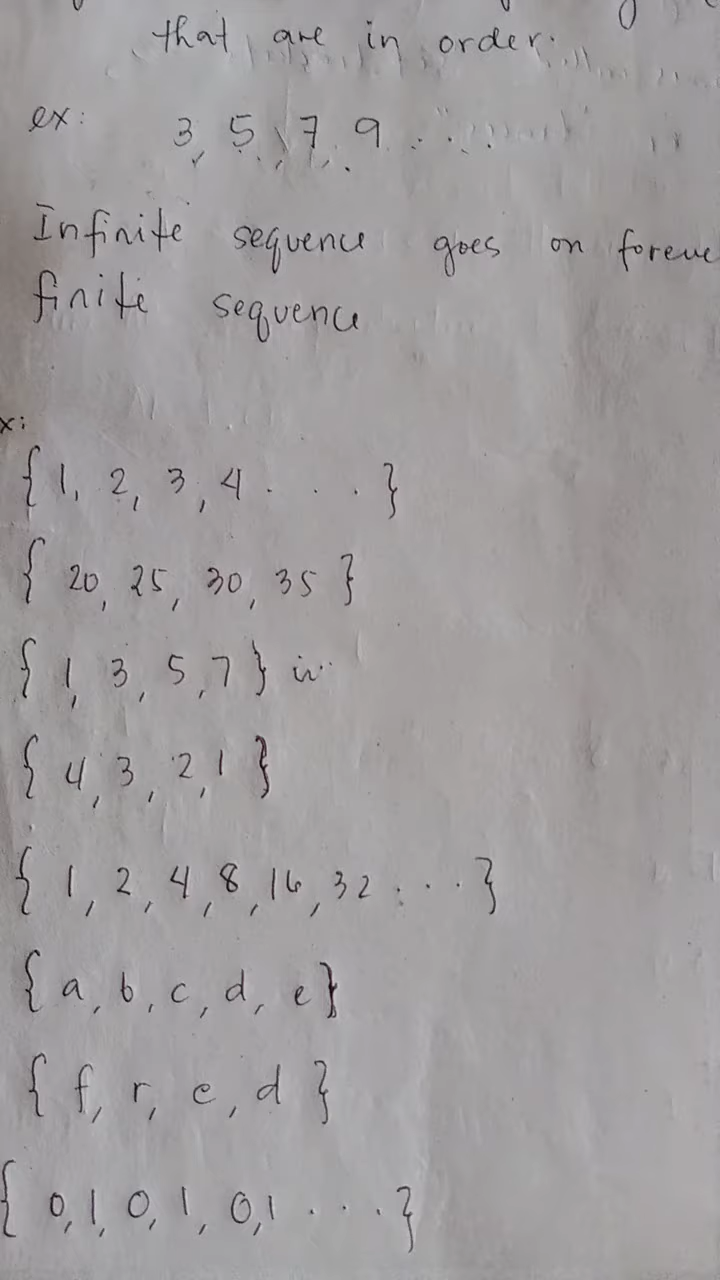 that are in order.
ex: 3, 5, 7, 9 . . . .
Infinite sequence goes on foreve
finite sequence
x:
{ 1, 2, 3, 4 . . . }
{ 20, 25, 30, 35 }
{ 1, 3, 5, 7 }
{ 4, 3, 2, 1 }
{ 1, 2, 4, 8, 16, 32 . . . }
{ a, b, c, d, e }
{ f, r, e, d }
{ 0, 1, 0, 1, 0, 1 . . . }